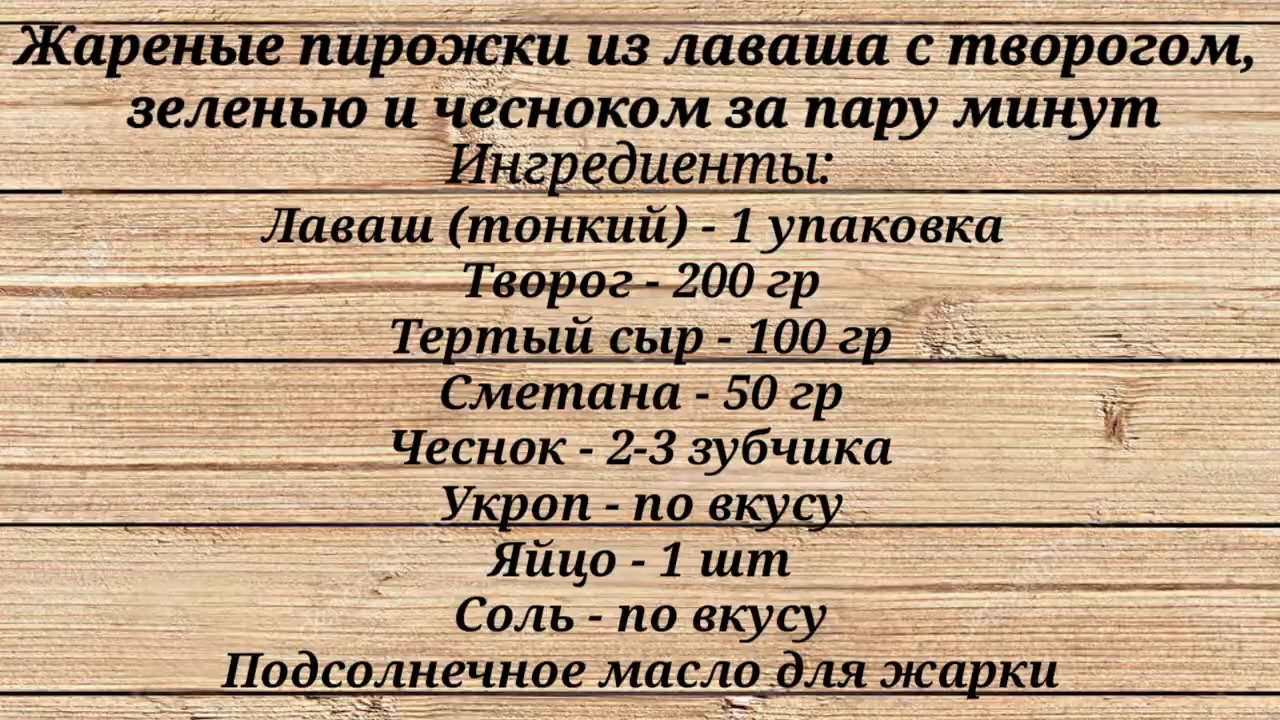 Жареные пирожки из лаваша с творогом,
зеленью и чесноком за пару минут
Ингредиенты:
Лаваш (тонкий) - 1 упаковка
Творог - 200 гр
Тертый сыр - 100 гр
Сметана - 50 гр
Чеснок - 2-3 зубчика
Укроп - по вкусу
Яйцо - 1 шт
Соль - по вкусу
Подсолнечное масло для жарки